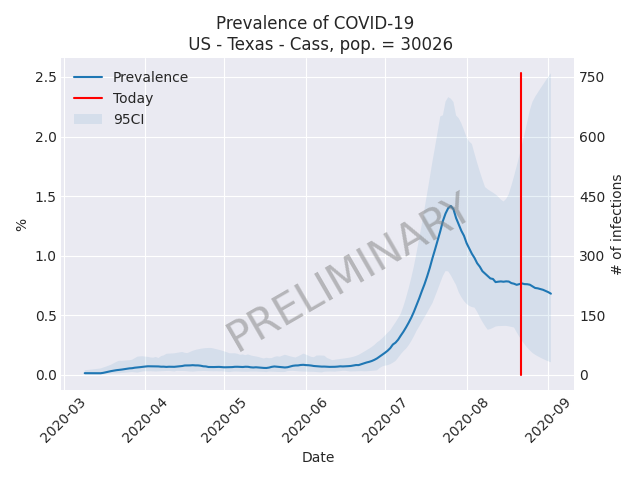 Prevalence of COVID-19
US - Texas - Cass, pop. = 30026
Prevalence
Today
95CI
PRELIMINARY
%
2.5
2.0
1.5
1.0
0.5
0.0
750
600
450
300
150
0
# of infections
2020-03
2020-04
2020-05
2020-06
2020-07
2020-08
2020-09
Date